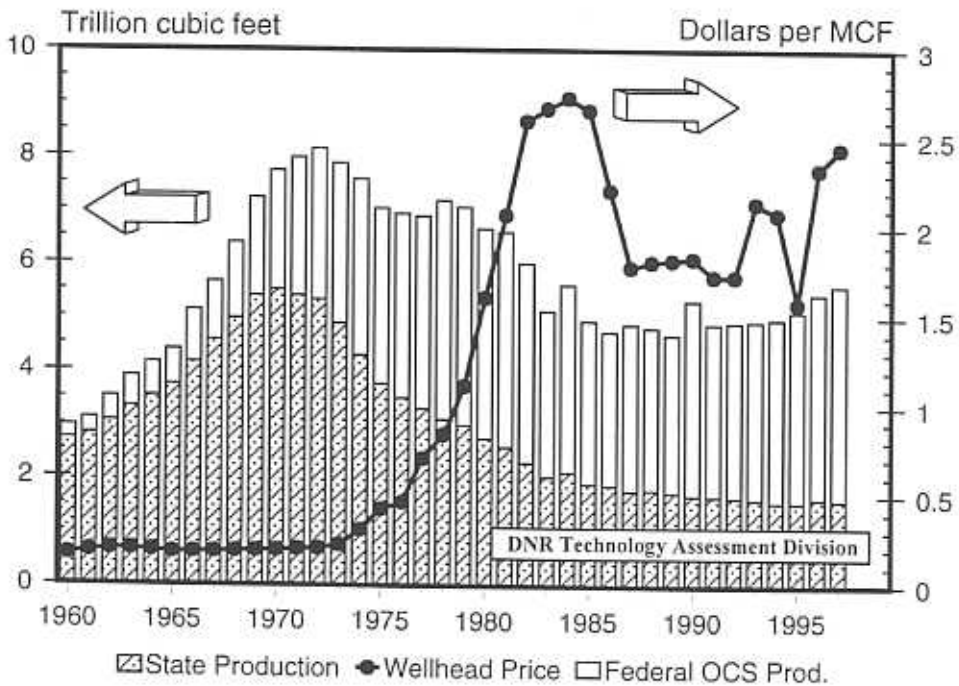 Trillion cubic feet
Dollars per MCF
10
8
6
4
2
0
3
2.5
2
1.5
1
0.5
0
DNR Technology Assessment Division
1960 1965 1970 1975 1980 1985 1990 1995
State Production Wellhead Price Federal OCS Prod.